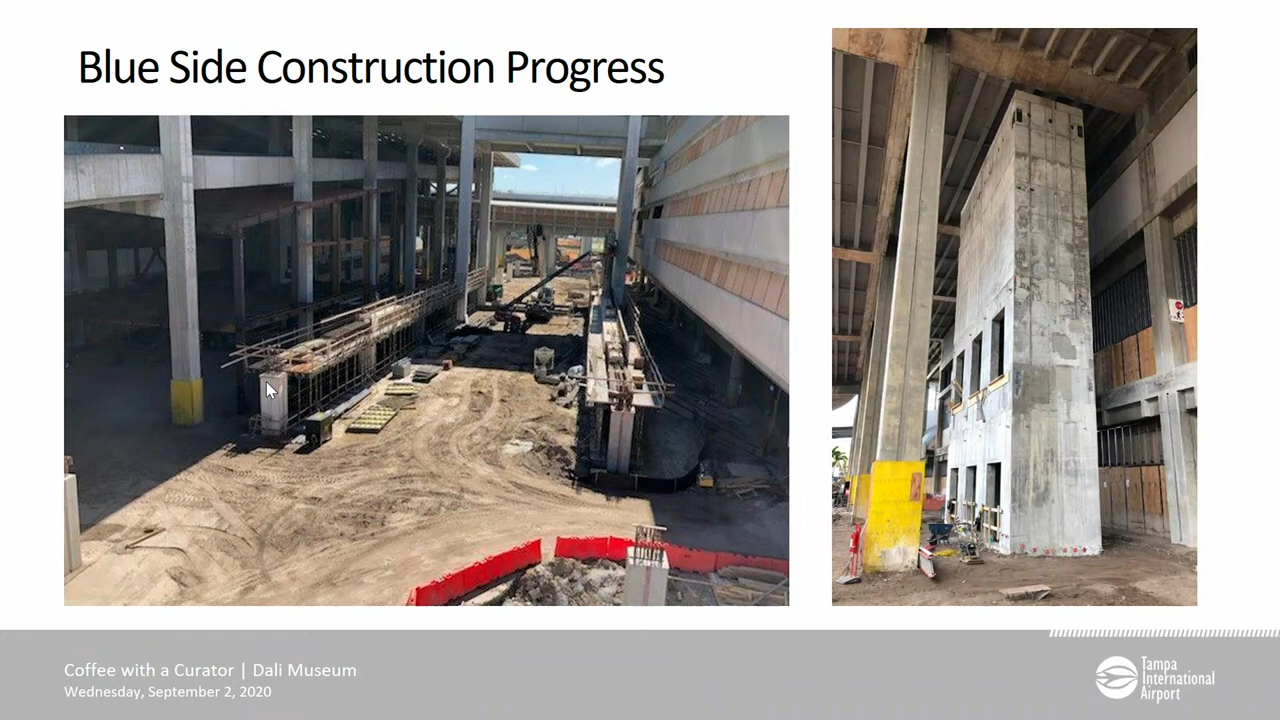 Blue Side Construction Progress
Coffee with a Curator | Dali Museum
Wednesday, September 2, 2020
Tampa
International
Airport